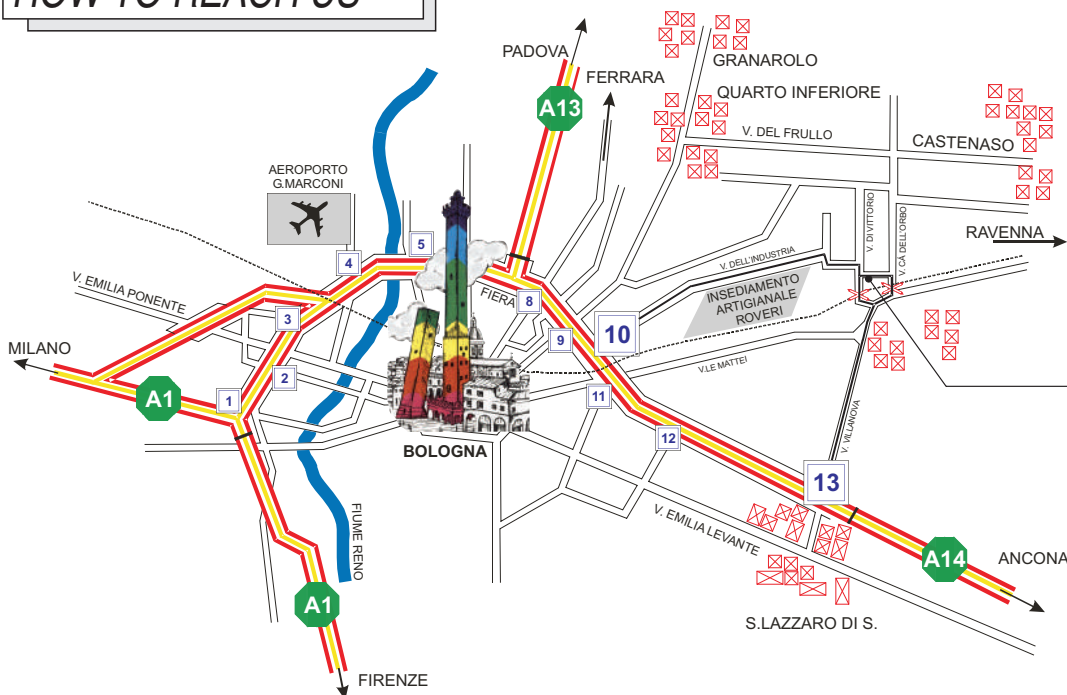 HOW TO REACH US
PADOVA
FERRARA
A13
GRANAROLO
QUARTO INFERIORE
V. DEL FRULLO
CASTENASO
AEROPORTO
G.MARCONI
V. DI VITTORIO
V. CÀ DELL'ORBO
RAVENNA
5
4
V. EMILIA PONENTE
V. DELL'INDUSTRIA
FIERA
8
INSEDIAMENTO
ARTIGIANALE
ROVERI
3
9
10
MILANO
2
V.LE MATTEI
A1
1
11
12
BOLOGNA
V. VILLANOVA
13
FIUME RENO
V. EMILIA LEVANTE
A14
ANCONA
A1
S.LAZZARO DI S.
FIRENZE